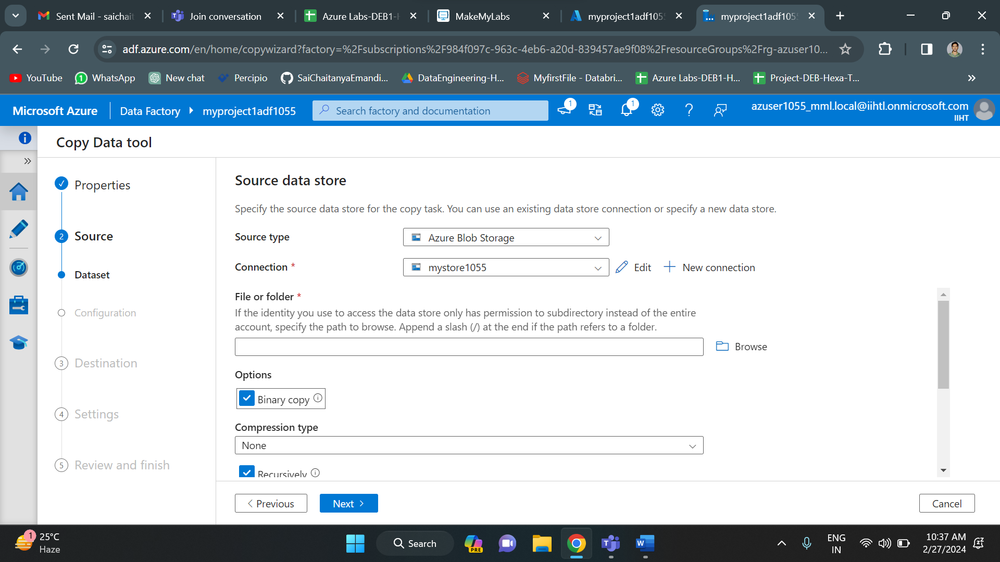 Sent Mail - saichait
Join conversation
Azure Labs-DEB1-H
MakeMyLabs
myproject1adf1055
myproject1adf1055
adf.azure.com/en/home/copywizard?factory=%2Fsubscriptions%2F984f097c-963c-4eb6-a20d-839457ae9f08%2FresourceGroups%2Frg-azuser10...
YouTube
1
WhatsApp
New chat
Percipio
SaiChaitanyaEmandi...
DataEngineering-H...
MyfirstFile - Databri...
Azure Labs-DEB1-H...
Project-DEB-Hexa-T...
Microsoft Azure
Data Factory
myproject1adf1055
Search factory and documentation
1
1
azuser1055_mml.local@iihtl.onmicrosoft.com
IIHT
Copy Data tool
Properties
2 Source
Dataset
Configuration
3 Destination
4 Settings
5 Review and finish
Source data store
Specify the source data store for the copy task. You can use an existing data store connection or specify a new data store.
Source type
Azure Blob Storage
Connection *
mystore1055
Edit
New connection
File or folder *
If the identity you use to access the data store only has permission to subdirectory instead of the entire
account, specify the path to browse. Append a slash (/) at the end if the path refers to a folder.
Browse
Options
Binary copy
Compression type
None
Recursively
Previous
Next
Cancel
1
25°C
Haze
Search
PRE
ENG
IN
10:37 AM
2/27/2024